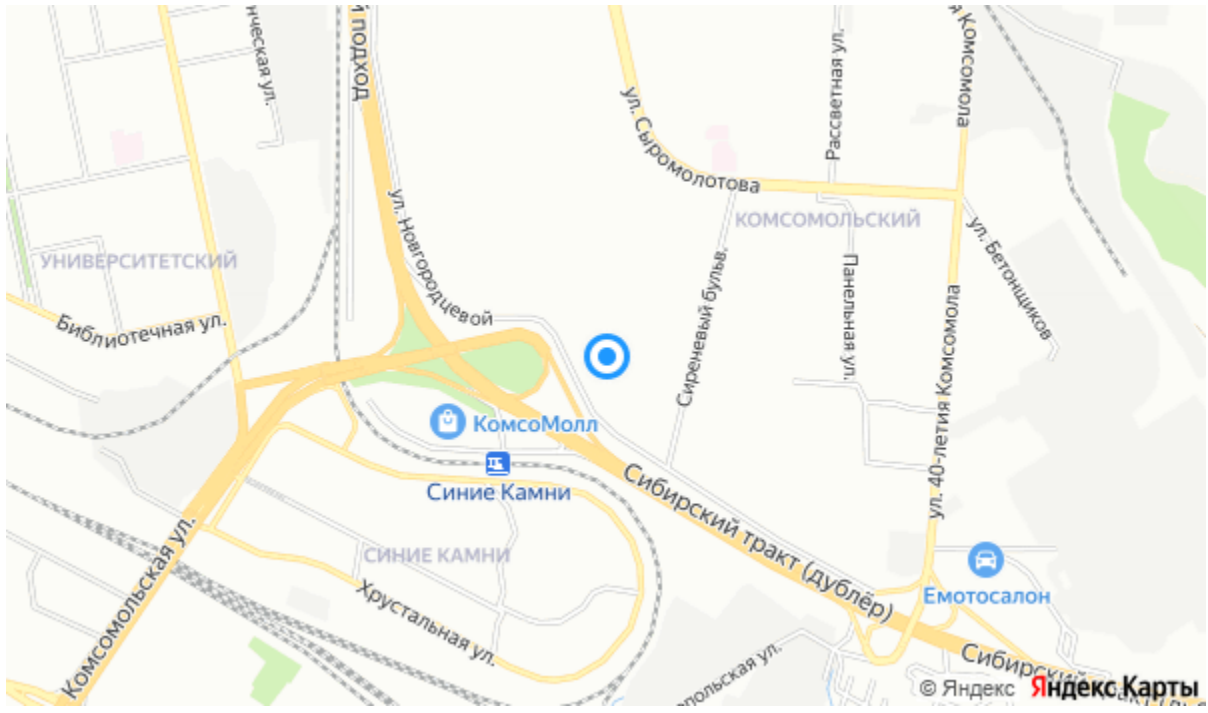 й подход
ическая ул.
ул. Сыромолотова
Рассветная ул.
я Комсомола
КОМСОМОЛЬСКИЙ
ул. Новгородцевой
УНИВЕРСИТЕТСКИЙ
Библиотечная ул.
Сиреневый бульв.
Панельная ул.
ул. Бетонщиков
ул. 40-летия Комсомола
КомсоМолл
Синие Камни
Сибирский тракт (дублёр)
СИНИЕ КАМНИ
Комсомольская ул.
Хрустальная ул.
Емотосалон
польская ул.
Сибирский
© Яндекс Яндекс Карты